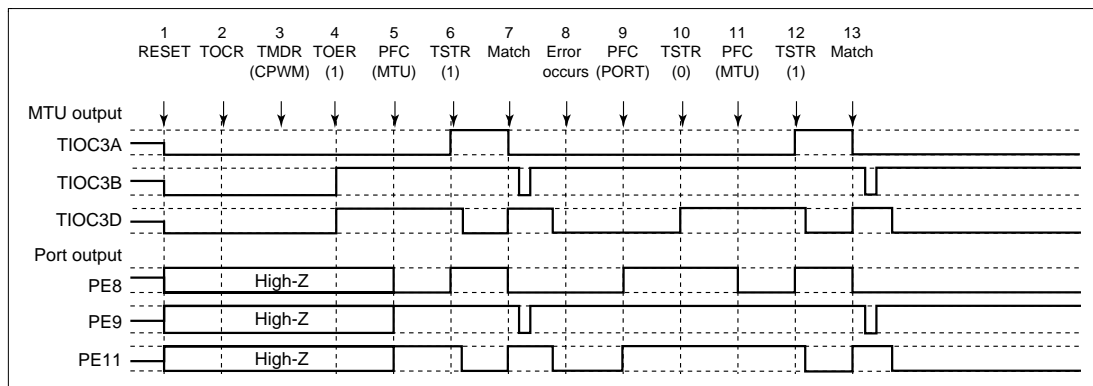 1 2 3 4 5 6 7 8 9 10 11 12 13
RESET TOCR TMDR TOER PFC TSTR Match Error PFC TSTR PFC TSTR Match
(CPWM) (1) (MTU) (1) occurs (PORT) (0) (MTU) (1)
MTU output
TIOC3A
TIOC3B
TIOC3D
Port output
PE8 High-Z
PE9 High-Z
PE11 High-Z